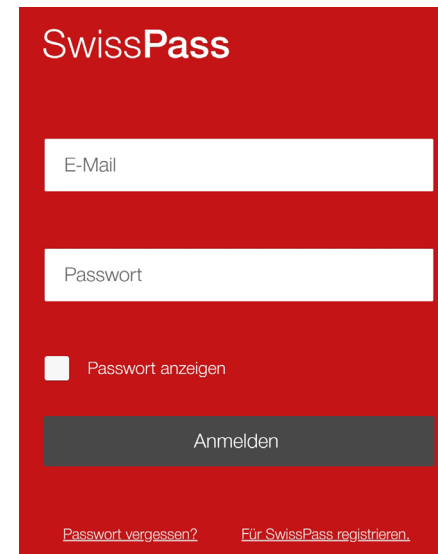 SwissPass
E-Mail
Passwort
Passwort anzeigen
Anmelden
Passwort vergessen? Für SwissPass registrieren.